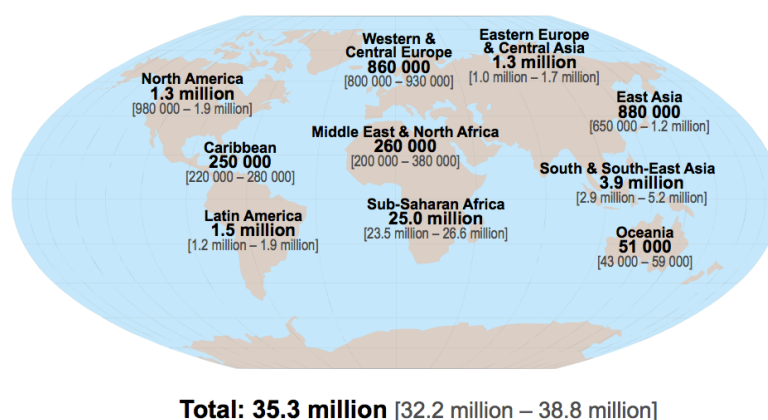 Western &
Central Europe
860 000
[800 000 – 930 000]
Eastern Europe
& Central Asia
1.3 million
[1.0 million – 1.7 million]
North America
1.3 million
[980 000 – 1.9 million]
East Asia
880 000
[650 000 – 1.2 million]
Middle East & North Africa
260 000
[200 000 – 380 000]
Caribbean
250 000
[220 000 – 280 000]
South & South-East Asia
3.9 million
[2.9 million – 5.2 million]
Sub-Saharan Africa
25.0 million
[23.5 million – 26.6 million]
Latin America
1.5 million
[1.2 million – 1.9 million]
Oceania
51 000
[43 000 – 59 000]
Total: 35.3 million [32.2 million – 38.8 million]